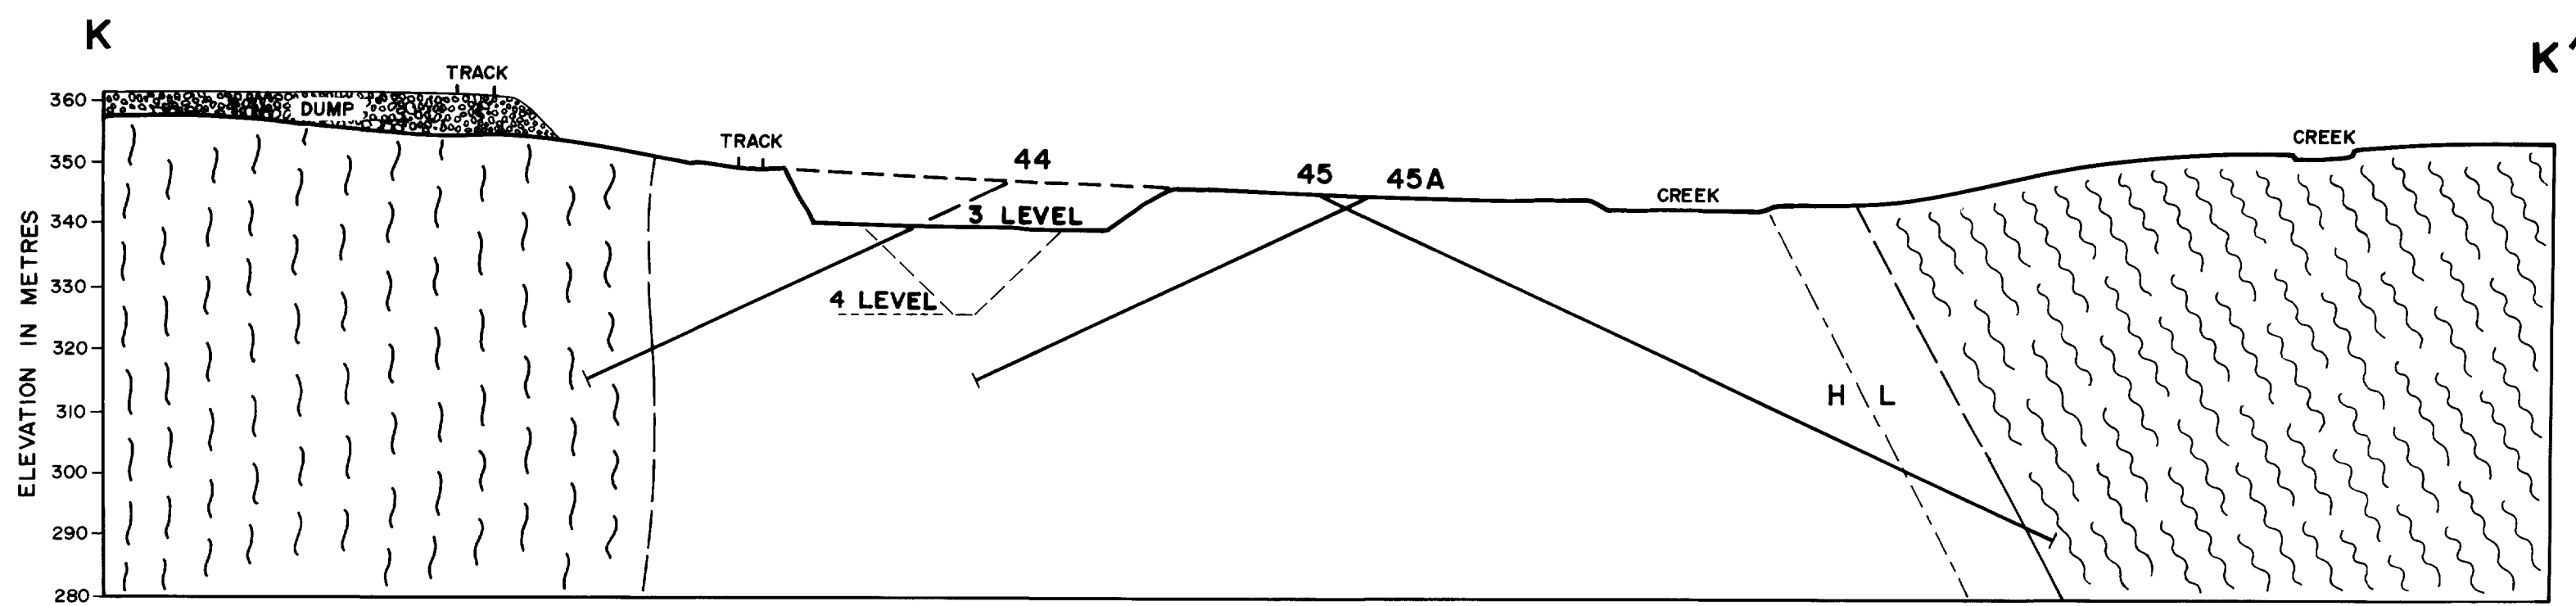 K
K'
TRACK
360
DUMP
TRACK
CREEK
350
44
45
45A
CREEK
340
3 LEVEL
330
4 LEVEL
320
310
H L
300
290
280
ELEVATION IN METRES